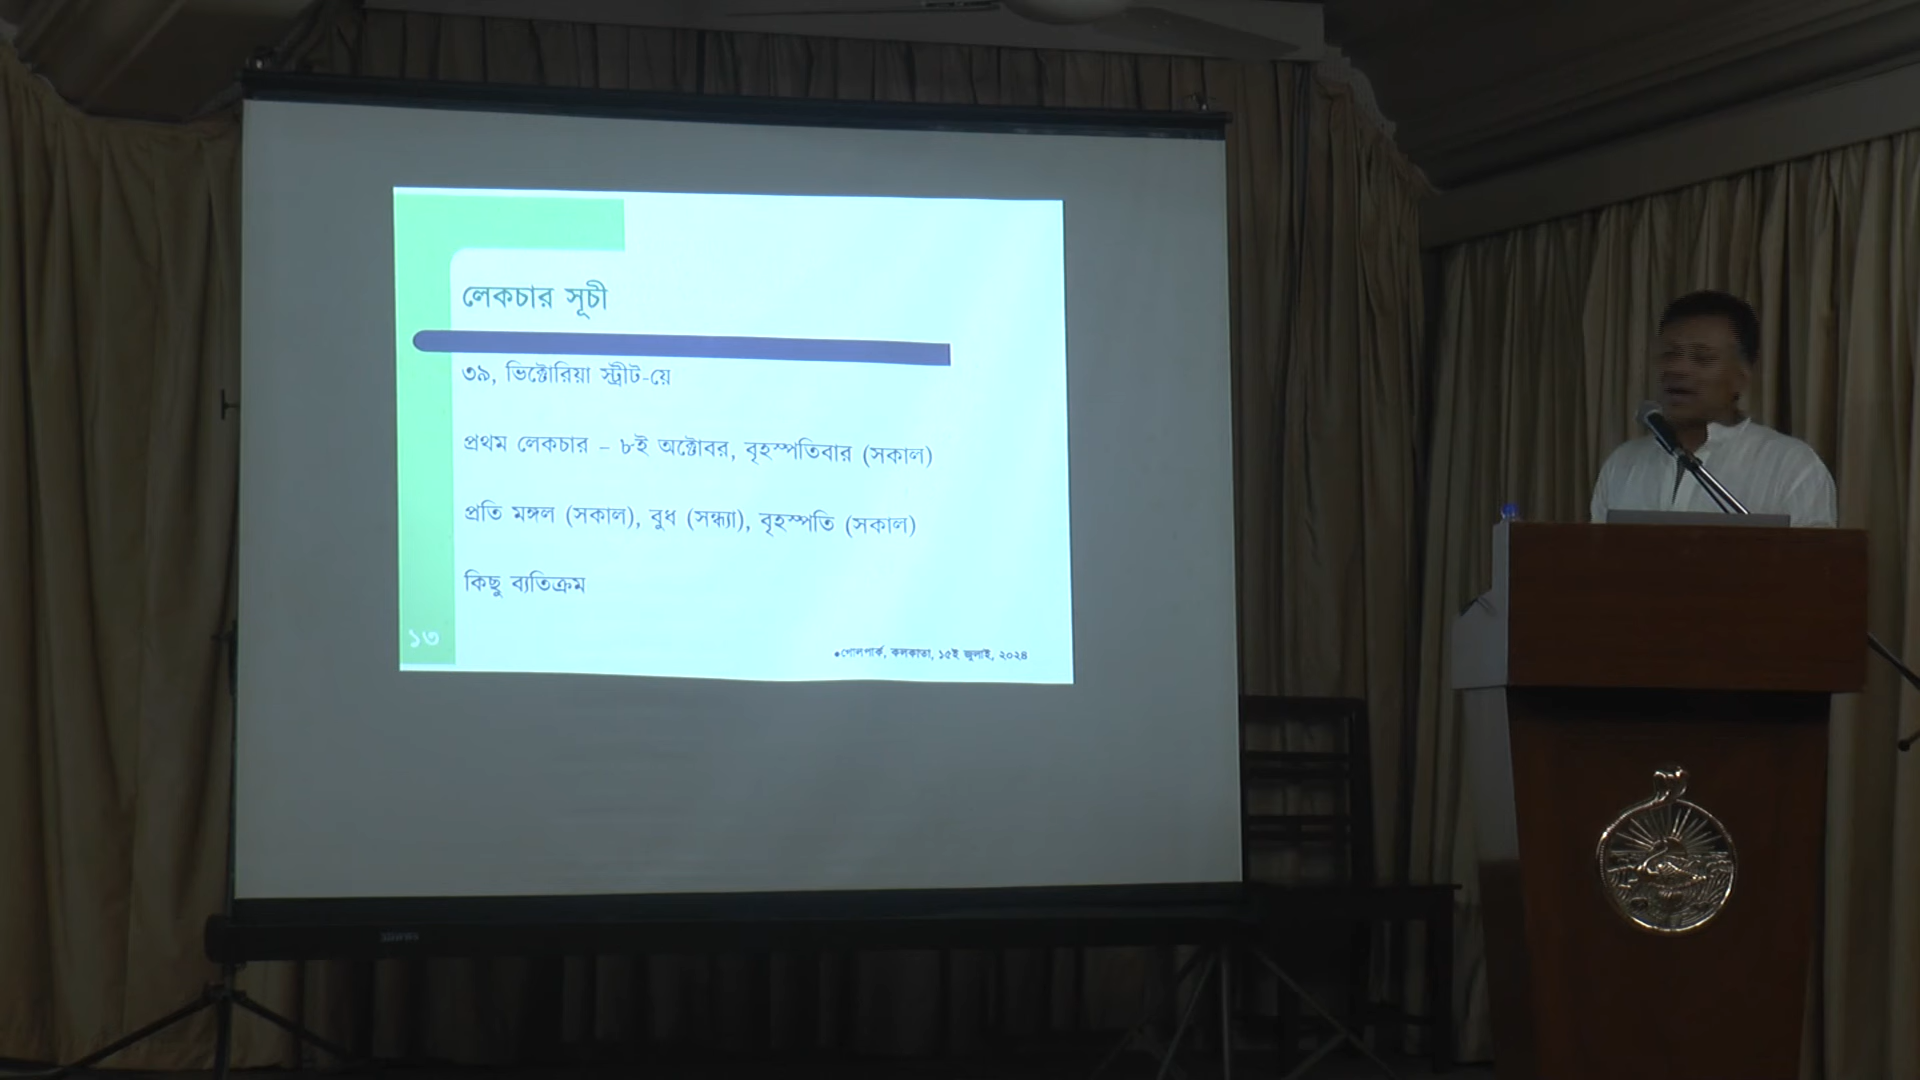 লেকচার সূচী
৩৯, ভিক্টোরিয়া স্ট্রীট-য়ে
প্রথম লেকচার – ৮ই অক্টোবর, বৃহস্পতিবার (সকাল)
প্রতি মঙ্গল (সকাল), বুধ (সন্ধ্যা), বৃহস্পতি (সকাল)
কিছু ব্যতিক্রম
১৩
●গোলপার্ক, কলকাতা, ১৫ই জুলাই, ২০২৪